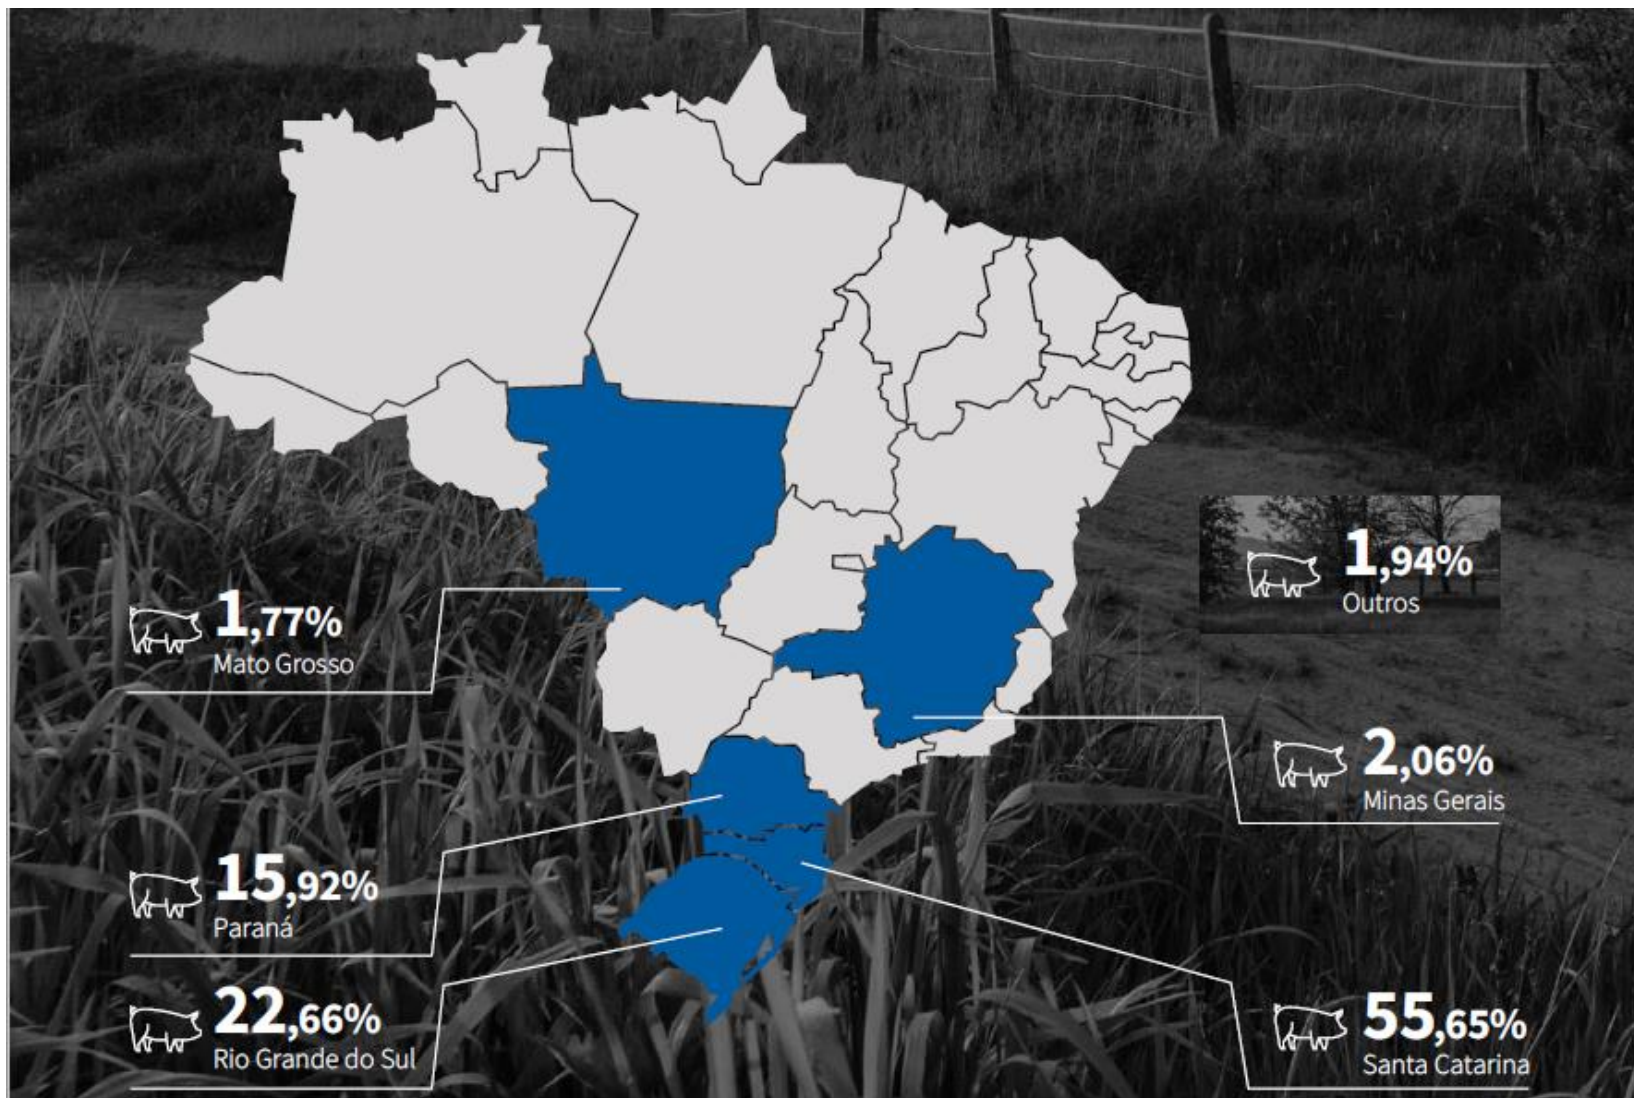 1,77%
Mato Grosso
15,92%
Paraná
22,66%
Rio Grande do Sul
1,94%
Outros
2,06%
Minas Gerais
55,65%
Santa Catarina